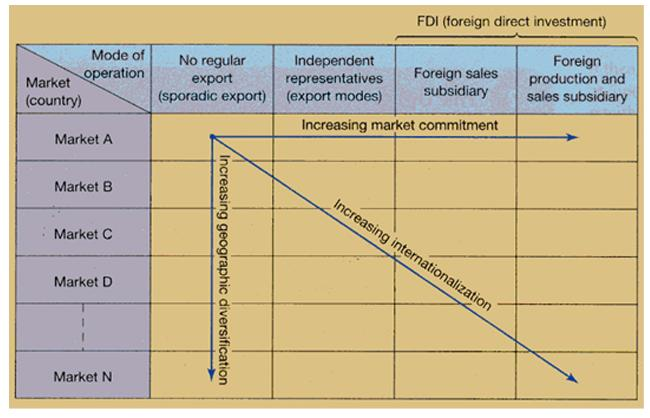 FDI (foreign direct investment)
Mode of
operation
Market
(country)
No regular
export
(sporadic export)
Independent
representatives
(export modes)
Foreign sales
subsidiary
Foreign
production and
sales subsidiary
Market A
Increasing market commitment
Market B
Market C
Market D
Market N
Increasing geographic diversification
Increasing internationalization